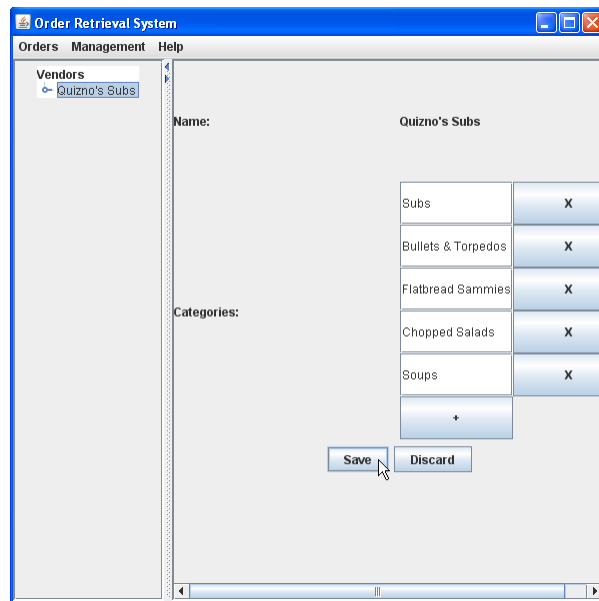 Order Retrieval System
Orders Management Help
Vendors
Quizno's Subs
Name: Quizno's Subs
Subs X
Bullets & Torpedos X
Flatbread Sammies X
Categories:
Chopped Salads X
Soups X
+
Save Discard